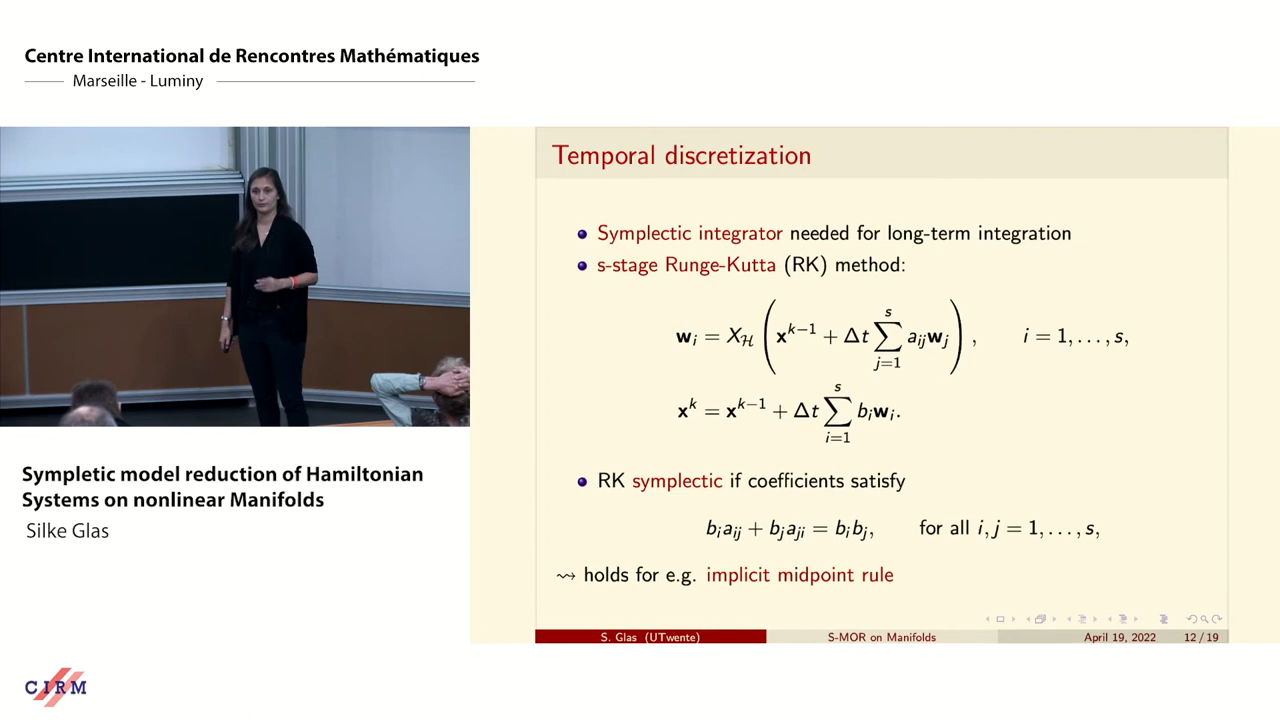 Centre International de Rencontres Mathématiques
Marseille - Luminy
Temporal discretization
Symplectic integrator needed for long-term integration
s-stage Runge-Kutta (RK) method:
w_i = X_H ( x^{k−1} + Δt ∑_{j=1}^{s} a_{ij} w_j ) , i = 1, . . . , s,
x^k = x^{k−1} + Δt ∑_{i=1}^{s} b_i w_i.
RK symplectic if coefficients satisfy
b_i a_{ij} + b_j a_{ji} = b_i b_j, for all i, j = 1, . . . , s,
⇝ holds for e.g. implicit midpoint rule
S. Glas (UTwente) S-MOR on Manifolds April 19, 2022 12 / 19
Sympletic model reduction of Hamiltonian
Systems on nonlinear Manifolds
Silke Glas
CIRM